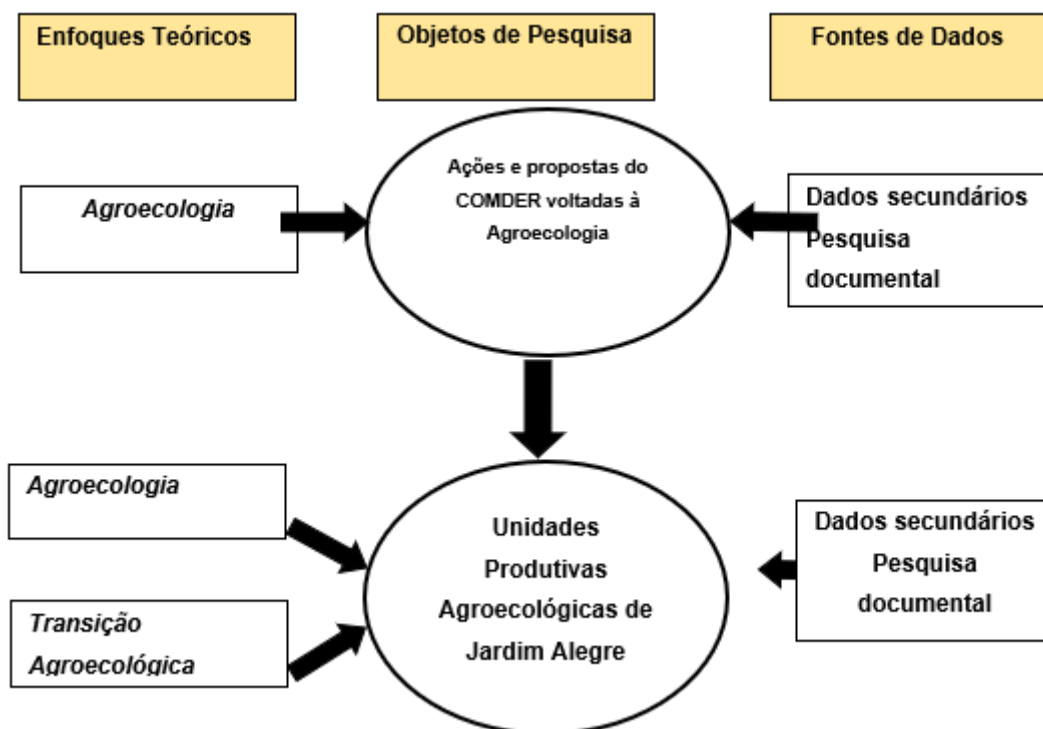 Enfoques Teóricos
Objetos de Pesquisa
Fontes de Dados
Agroecologia
Ações e propostas do
COMDER voltadas à
Agroecologia
Dados secundários
Pesquisa
documental
Agroecologia
Transição
Agroecológica
Unidades
Produtivas
Agroecológicas de
Jardim Alegre
Dados secundários
Pesquisa
documental